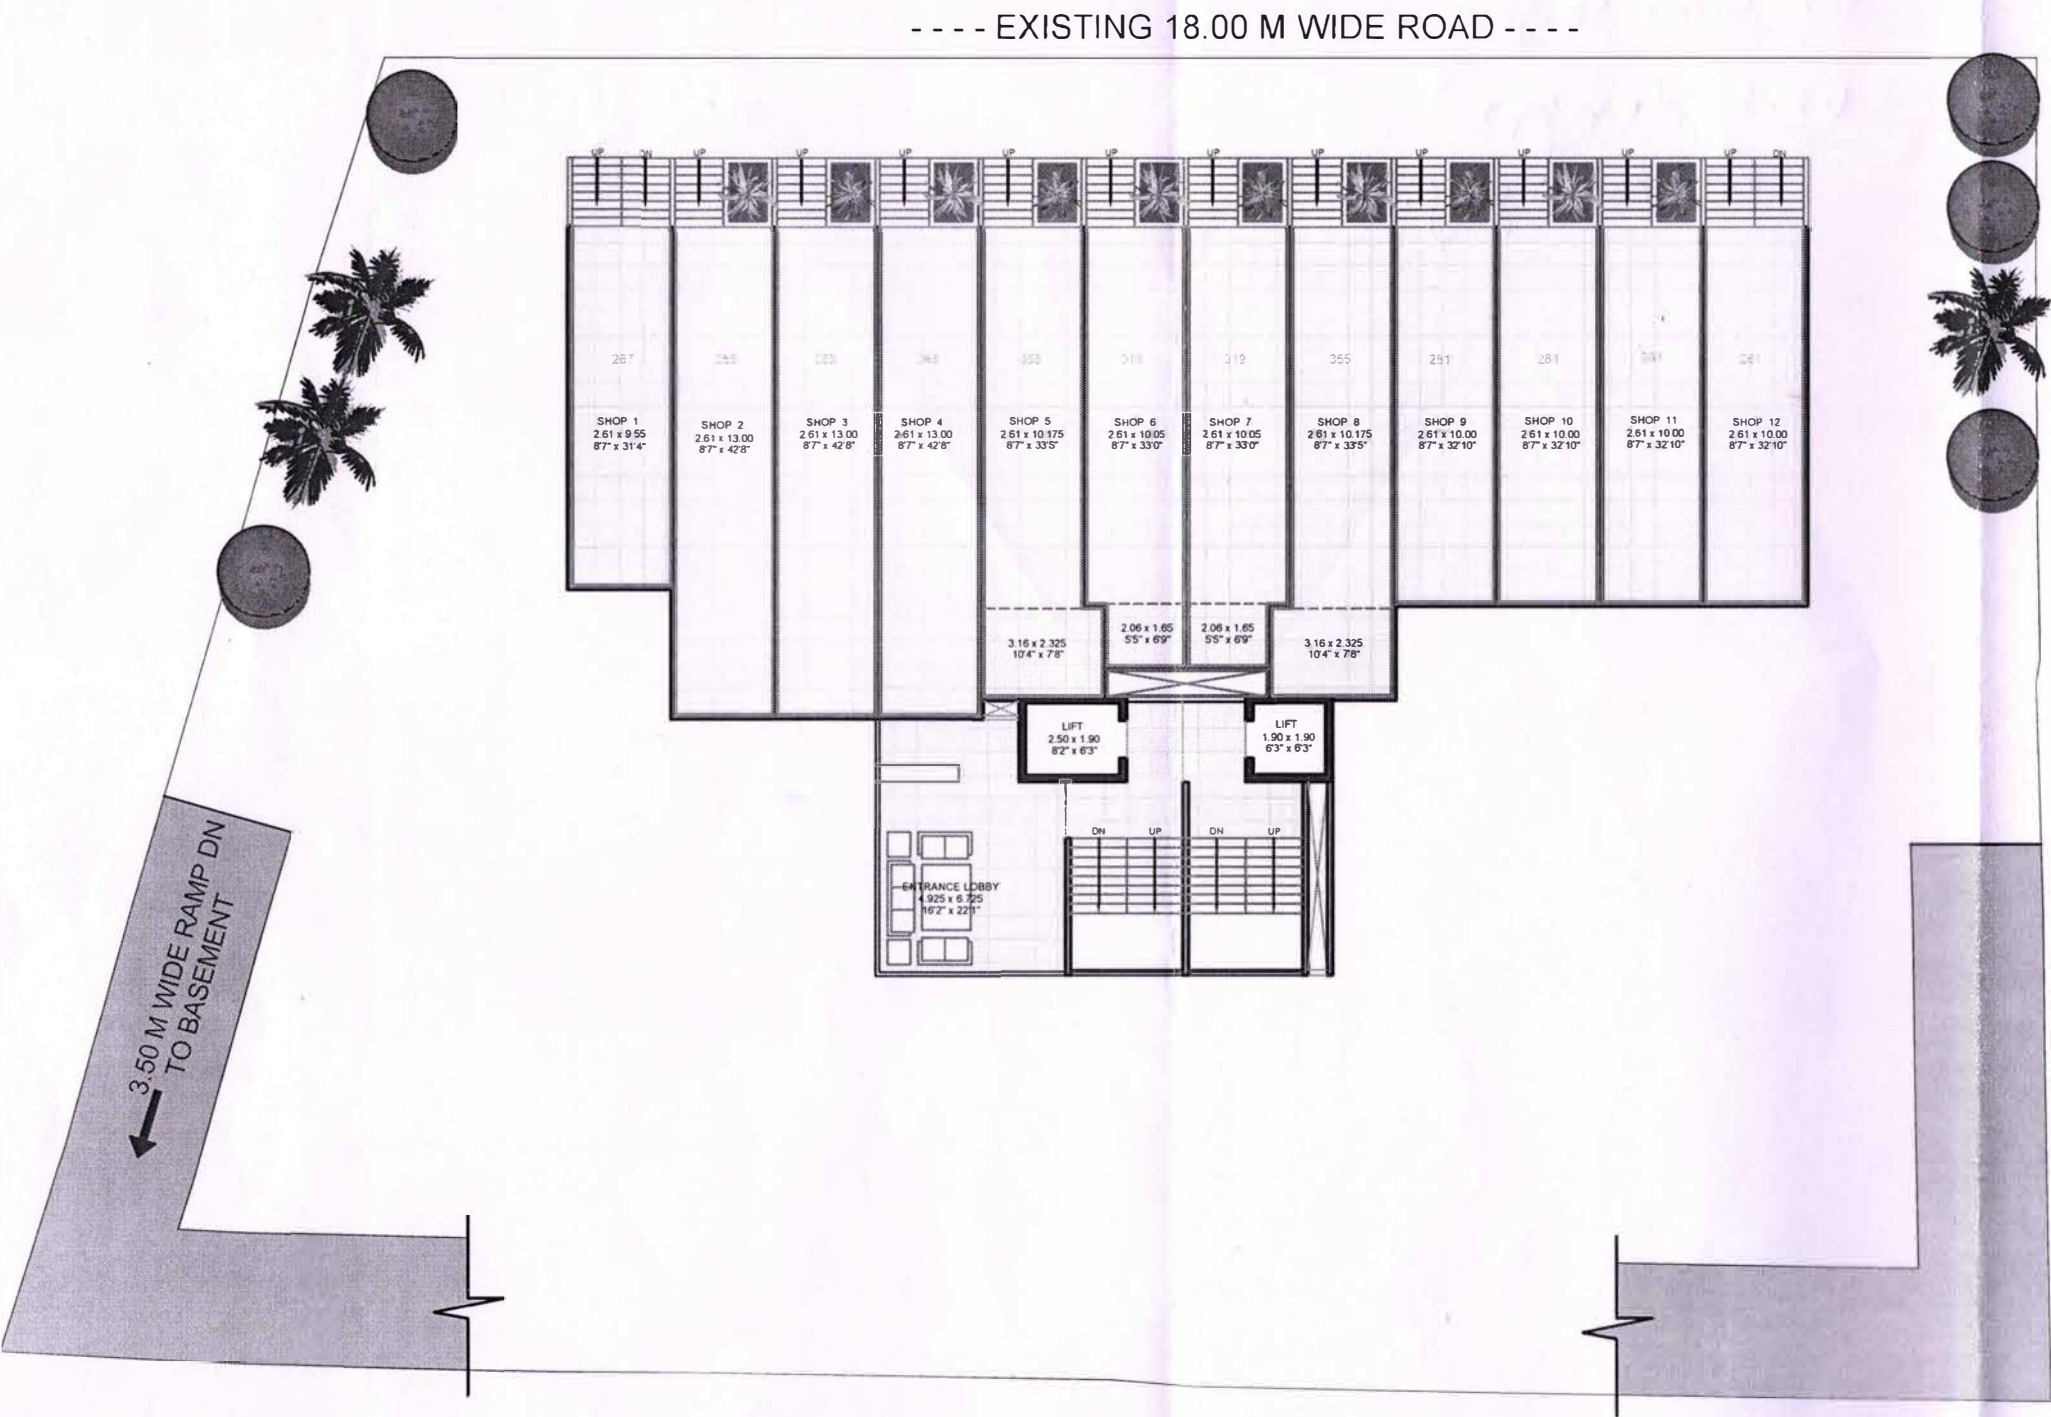 - - - - EXISTING 18.00 M WIDE ROAD - - - -
UP
DN
UP
UP
UP
UP
UP
UP
UP
UP
UP
UP
UP
DN
267
319
355
281
281
SHOP 1
2.61 x 9.55
8'7" x 31'4"
SHOP 2
2.61 x 13.00
8'7" x 42'8"
SHOP 3
2.61 x 13.00
8'7" x 42'8"
SHOP 4
2.61 x 13.00
8'7" x 42'8"
SHOP 5
2.61 x 10.175
8'7" x 33'5"
SHOP 6
2.61 x 10.05
8'7" x 33'0"
SHOP 7
2.61 x 10.05
8'7" x 33'0"
SHOP 8
2.61 x 10.175
8'7" x 33'5"
SHOP 9
2.61 x 10.00
8'7" x 32'10"
SHOP 10
2.61 x 10.00
8'7" x 32'10"
SHOP 11
2.61 x 10.00
8'7" x 32'10"
SHOP 12
2.61 x 10.00
8'7" x 32'10"
3.16 x 2.325
10'4" x 7'8"
2.06 x 1.65
5'5" x 6'9"
2.06 x 1.65
5'5" x 6'9"
3.16 x 2.325
10'4" x 7'8"
LIFT
2.50 x 1.90
8'2" x 6'3"
LIFT
1.90 x 1.90
6'3" x 6'3"
DN
UP
DN
UP
ENTRANCE LOBBY
4.925 x 6.725
16'2" x 22'1"
3.50 M WIDE RAMP DN
TO BASEMENT